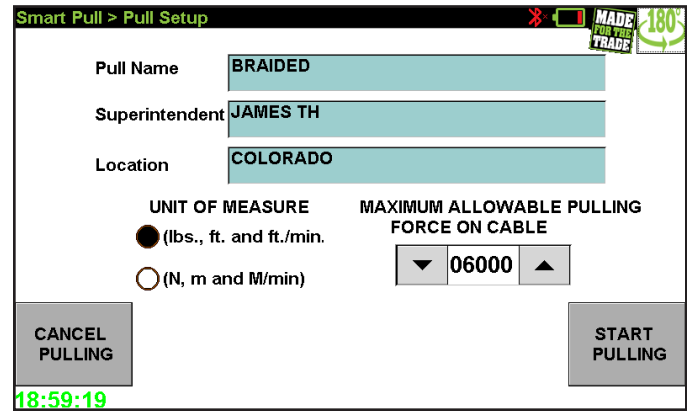 Smart Pull > Pull Setup
MADE
FOR THE
TRADE
180°
Pull Name BRAIDED
Superintendent JAMES TH
Location COLORADO
UNIT OF MEASURE
(lbs., ft. and ft./min.
(N, m and M/min)
MAXIMUM ALLOWABLE PULLING
FORCE ON CABLE
06000
CANCEL
PULLING
START
PULLING
18:59:19